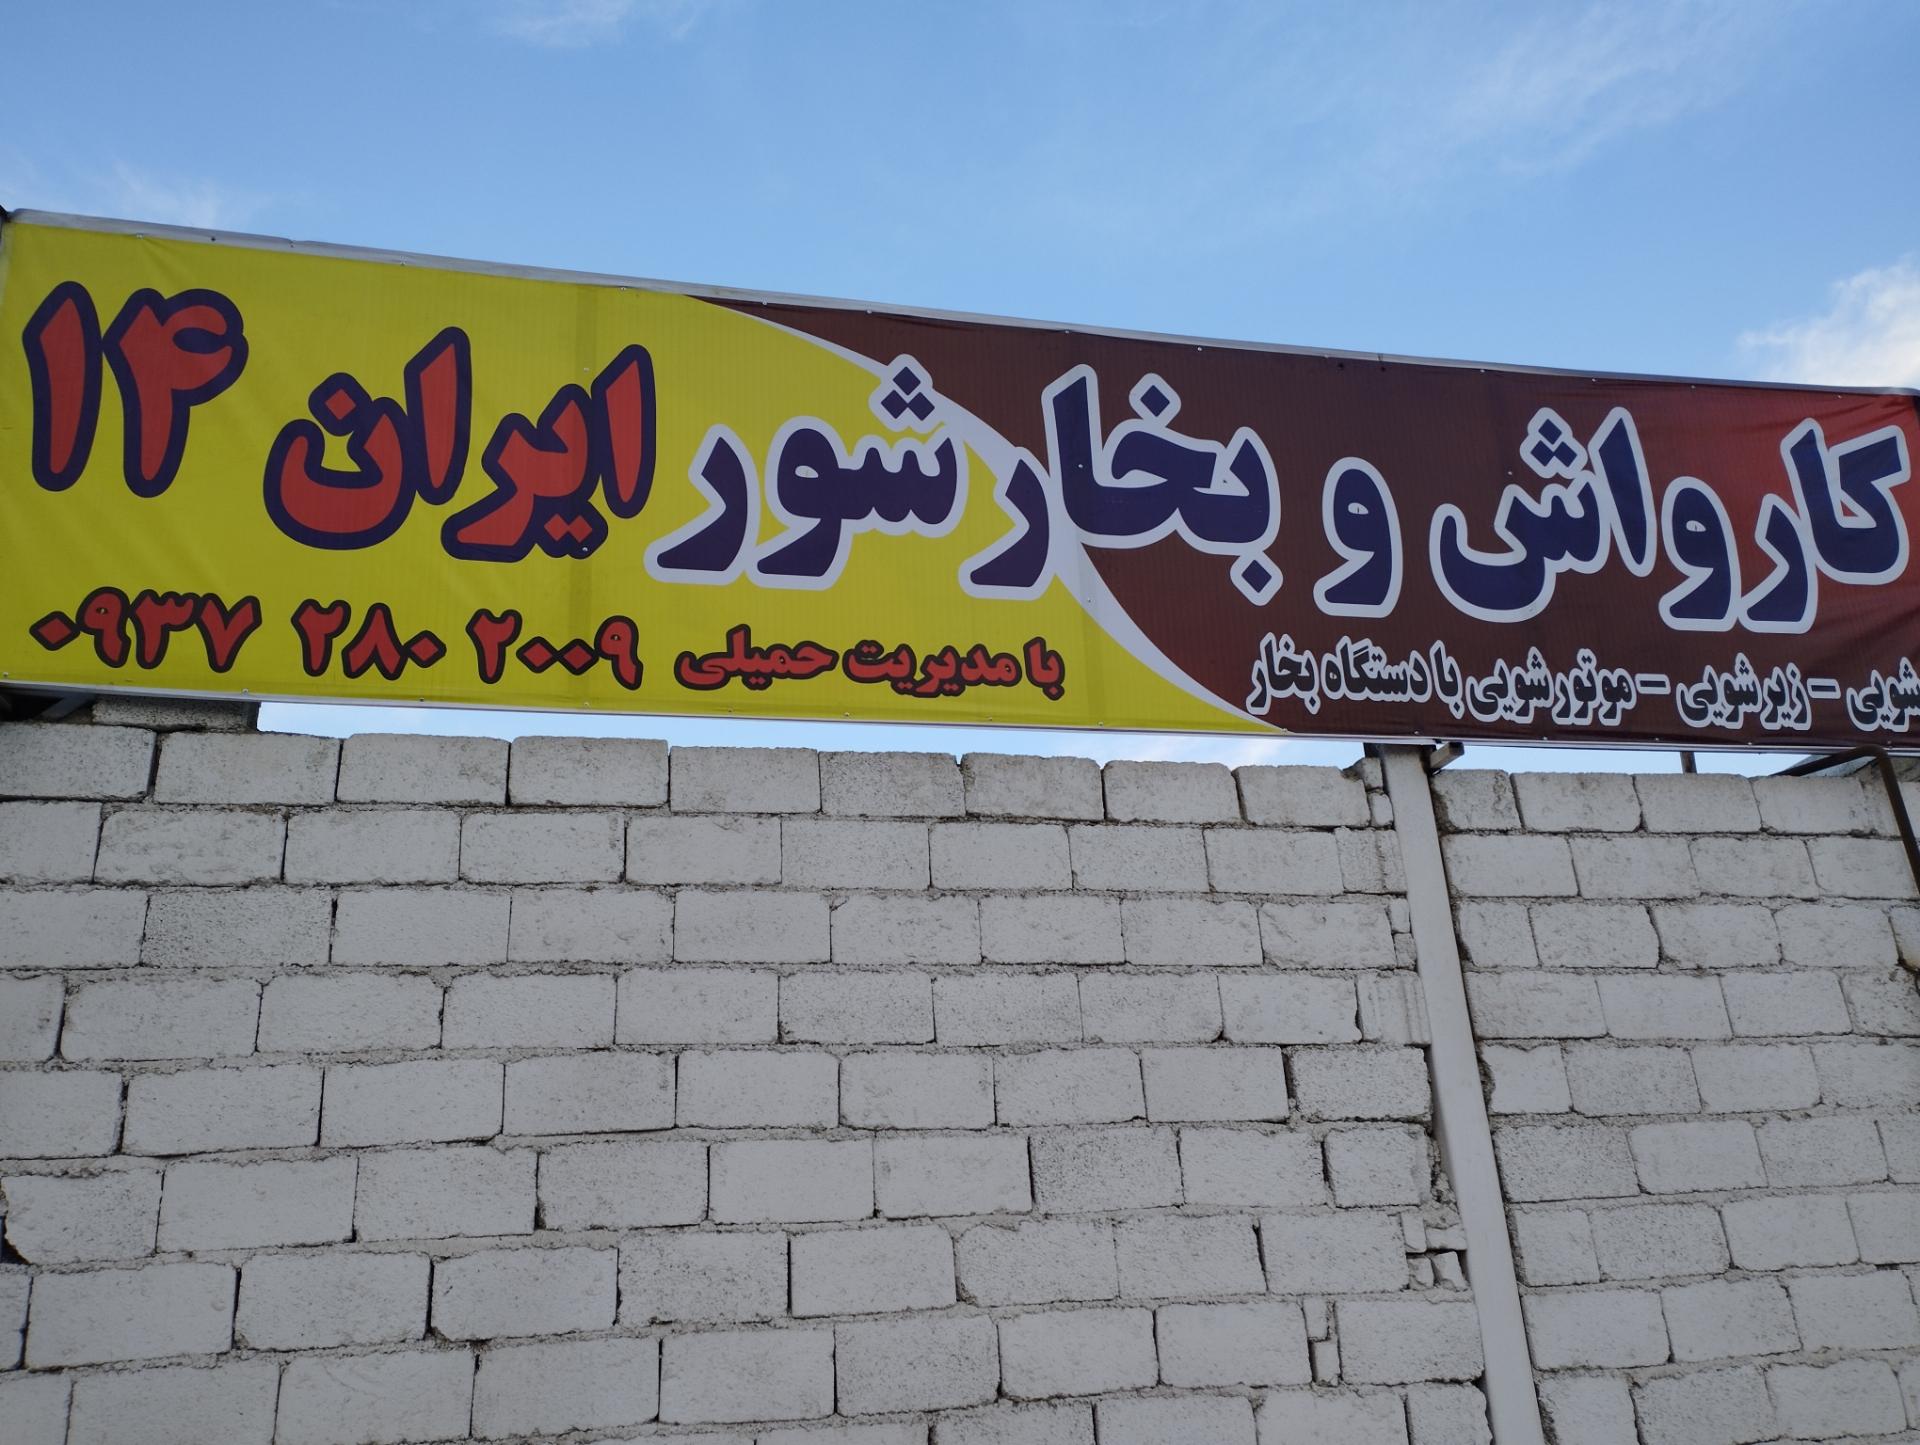 کارواش و بخارشور ایران ۱۴
شویی - زیرشویی - موتورشویی با دستگاه بخار
با مدیریت حمیلی ۰۹۳۷ ۲۸۰ ۲۰۰۹